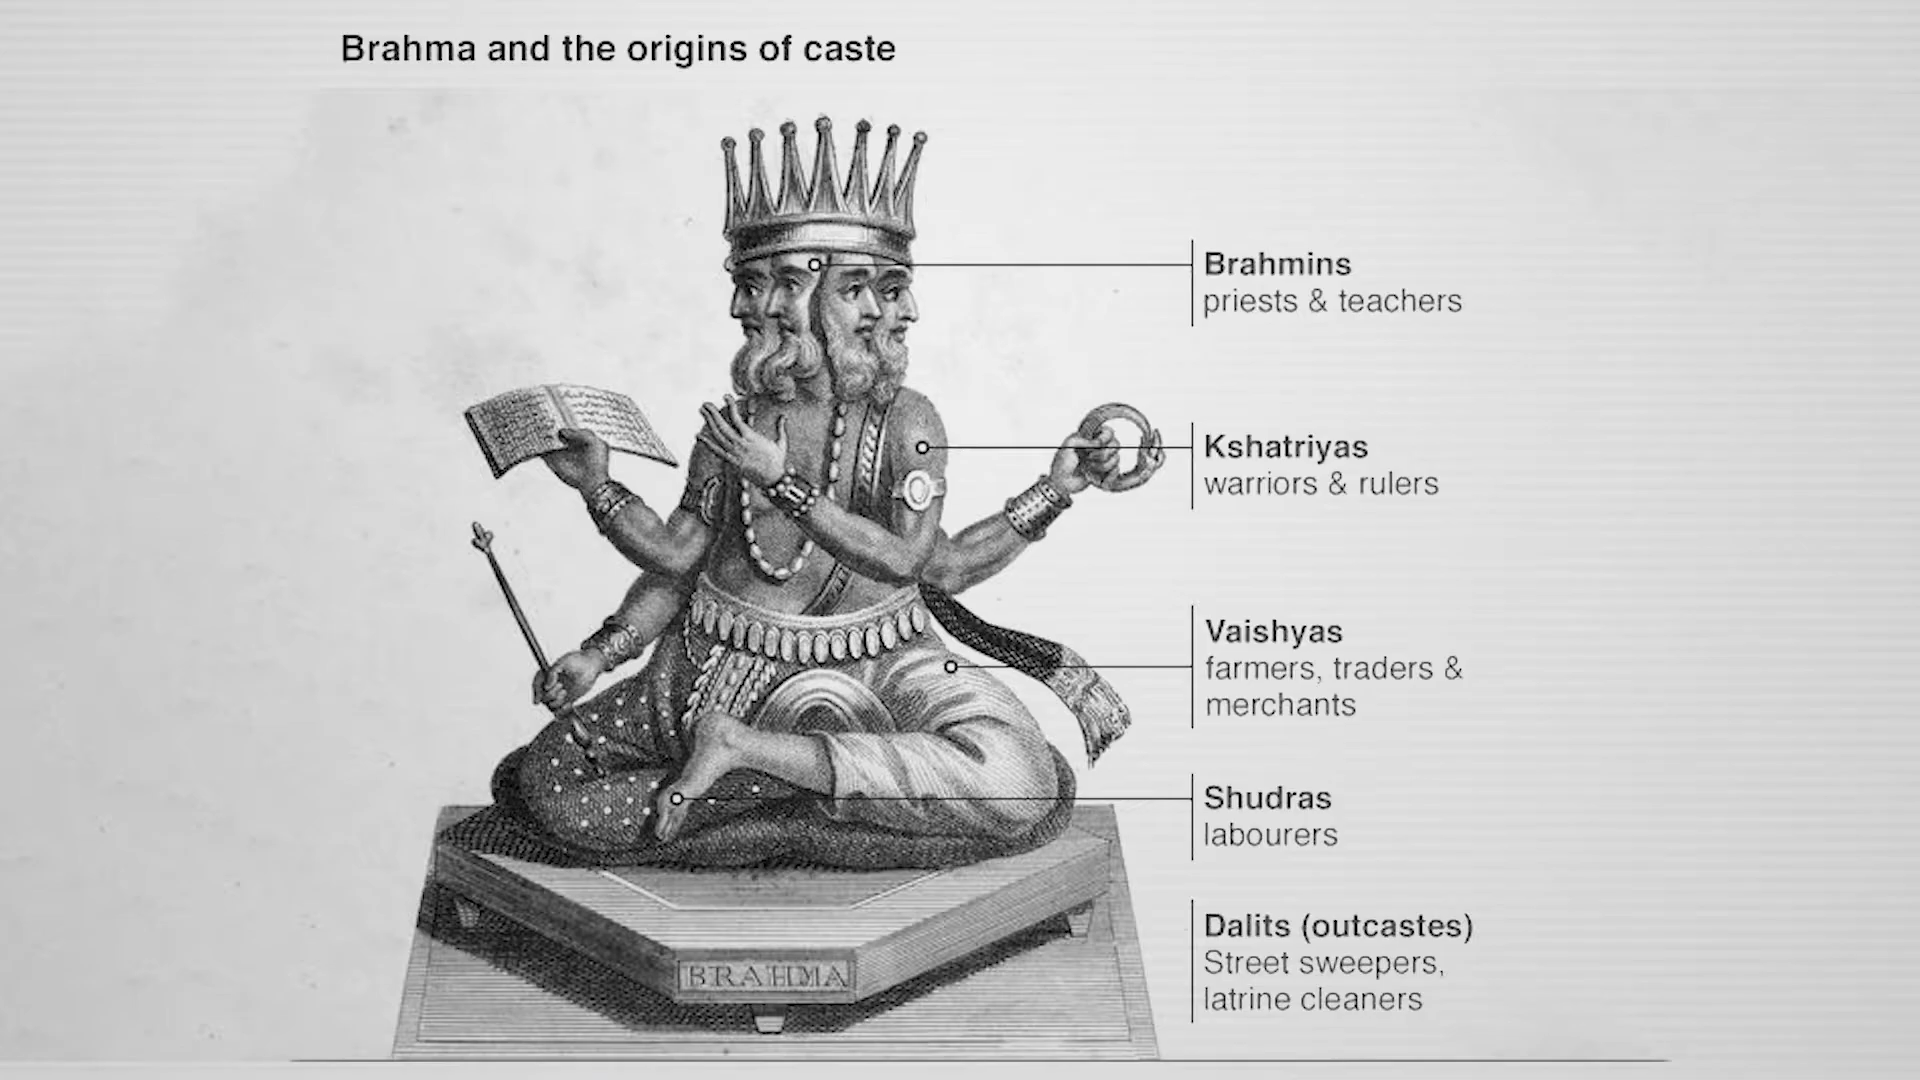 Brahma and the origins of caste
Brahmins
priests & teachers
Kshatriyas
warriors & rulers
Vaishyas
farmers, traders &
merchants
Shudras
labourers
Dalits (outcastes)
Street sweepers,
latrine cleaners
BRAHMA